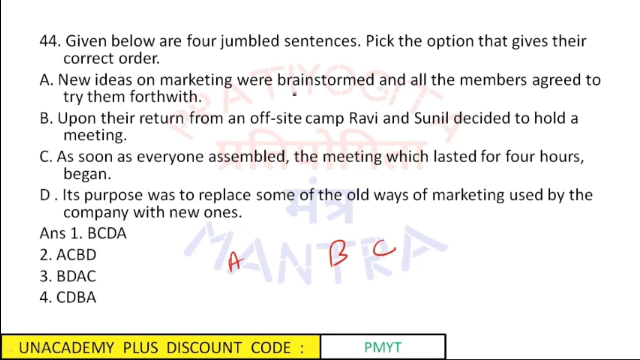 44. Given below are four jumbled sentences. Pick the option that gives their
correct order.
A. New ideas on marketing were brainstormed and all the members agreed to
try them forthwith.
B. Upon their return from an off-site camp Ravi and Sunil decided to hold a
meeting.
C. As soon as everyone assembled, the meeting which lasted for four hours,
began.
D . Its purpose was to replace some of the old ways of marketing used by the
company with new ones.
Ans 1. BCDA
2. ACBD
3. BDAC
4. CDBA
A B C
PRATIYOGITA
प्रतियोगिता
मंत्र
MANTRA
UNACADEMY PLUS DISCOUNT CODE : PMYT